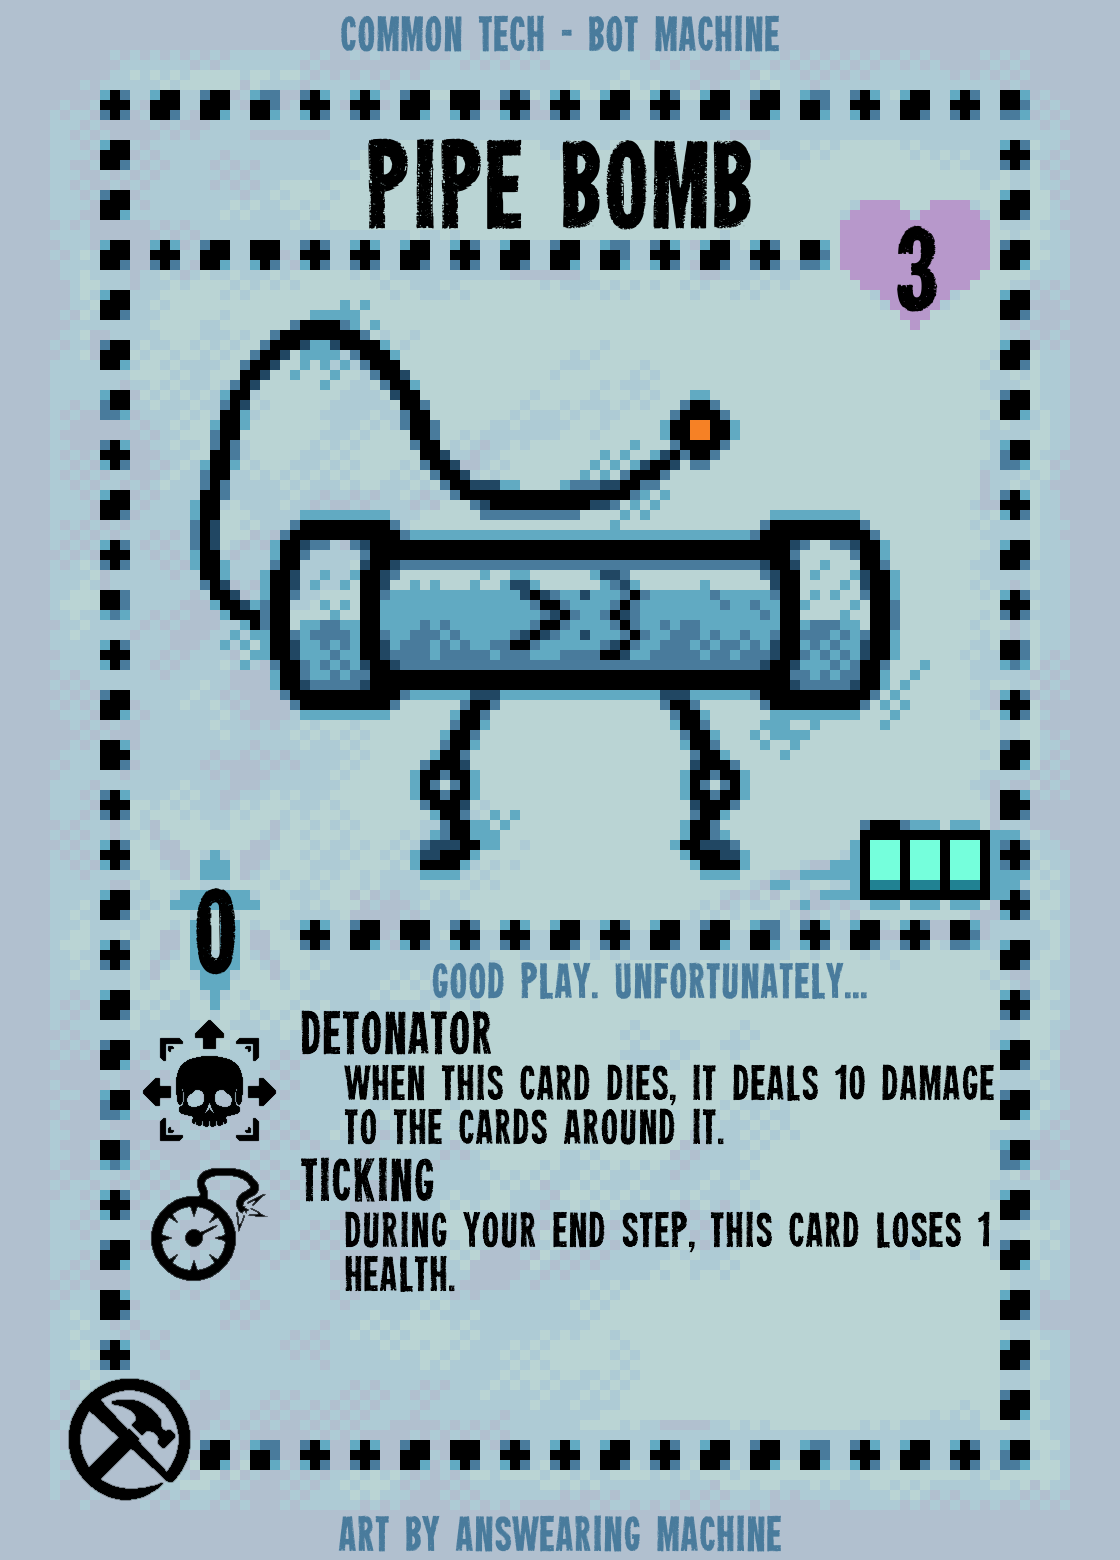 COMMON TECH - BOT MACHINE
PIPE BOMB
3
0
GOOD PLAY. UNFORTUNATELY...
DETONATOR
WHEN THIS CARD DIES, IT DEALS 10 DAMAGE
TO THE CARDS AROUND IT.
TICKING
DURING YOUR END STEP, THIS CARD LOSES 1
HEALTH.
ART BY ANSWEARING MACHINE